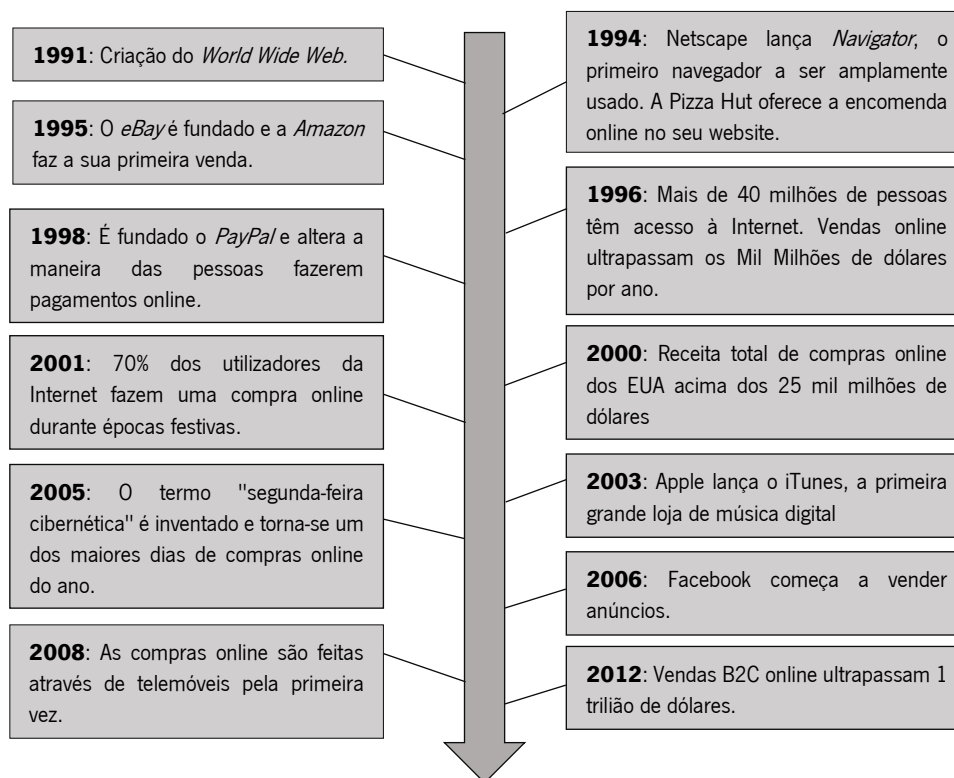 1991: Criação do World Wide Web.
1994: Netscape lança Navigator, o
primeiro navegador a ser amplamente
usado. A Pizza Hut oferece a encomenda
online no seu website.
1995: O eBay é fundado e a Amazon
faz a sua primeira venda.
1996: Mais de 40 milhões de pessoas
têm acesso à Internet. Vendas online
ultrapassam os Mil Milhões de dólares
por ano.
1998: É fundado o PayPal e altera a
maneira das pessoas fazerem
pagamentos online.
2000: Receita total de compras online
dos EUA acima dos 25 mil milhões de
dólares
2001: 70% dos utilizadores da
Internet fazem uma compra online
durante épocas festivas.
2003: Apple lança o iTunes, a primeira
grande loja de música digital
2005: O termo "segunda-feira
cibernética" é inventado e torna-se um
dos maiores dias de compras online
do ano.
2006: Facebook começa a vender
anúncios.
2008: As compras online são feitas
através de telemóveis pela primeira
vez.
2012: Vendas B2C online ultrapassam 1
trilião de dólares.